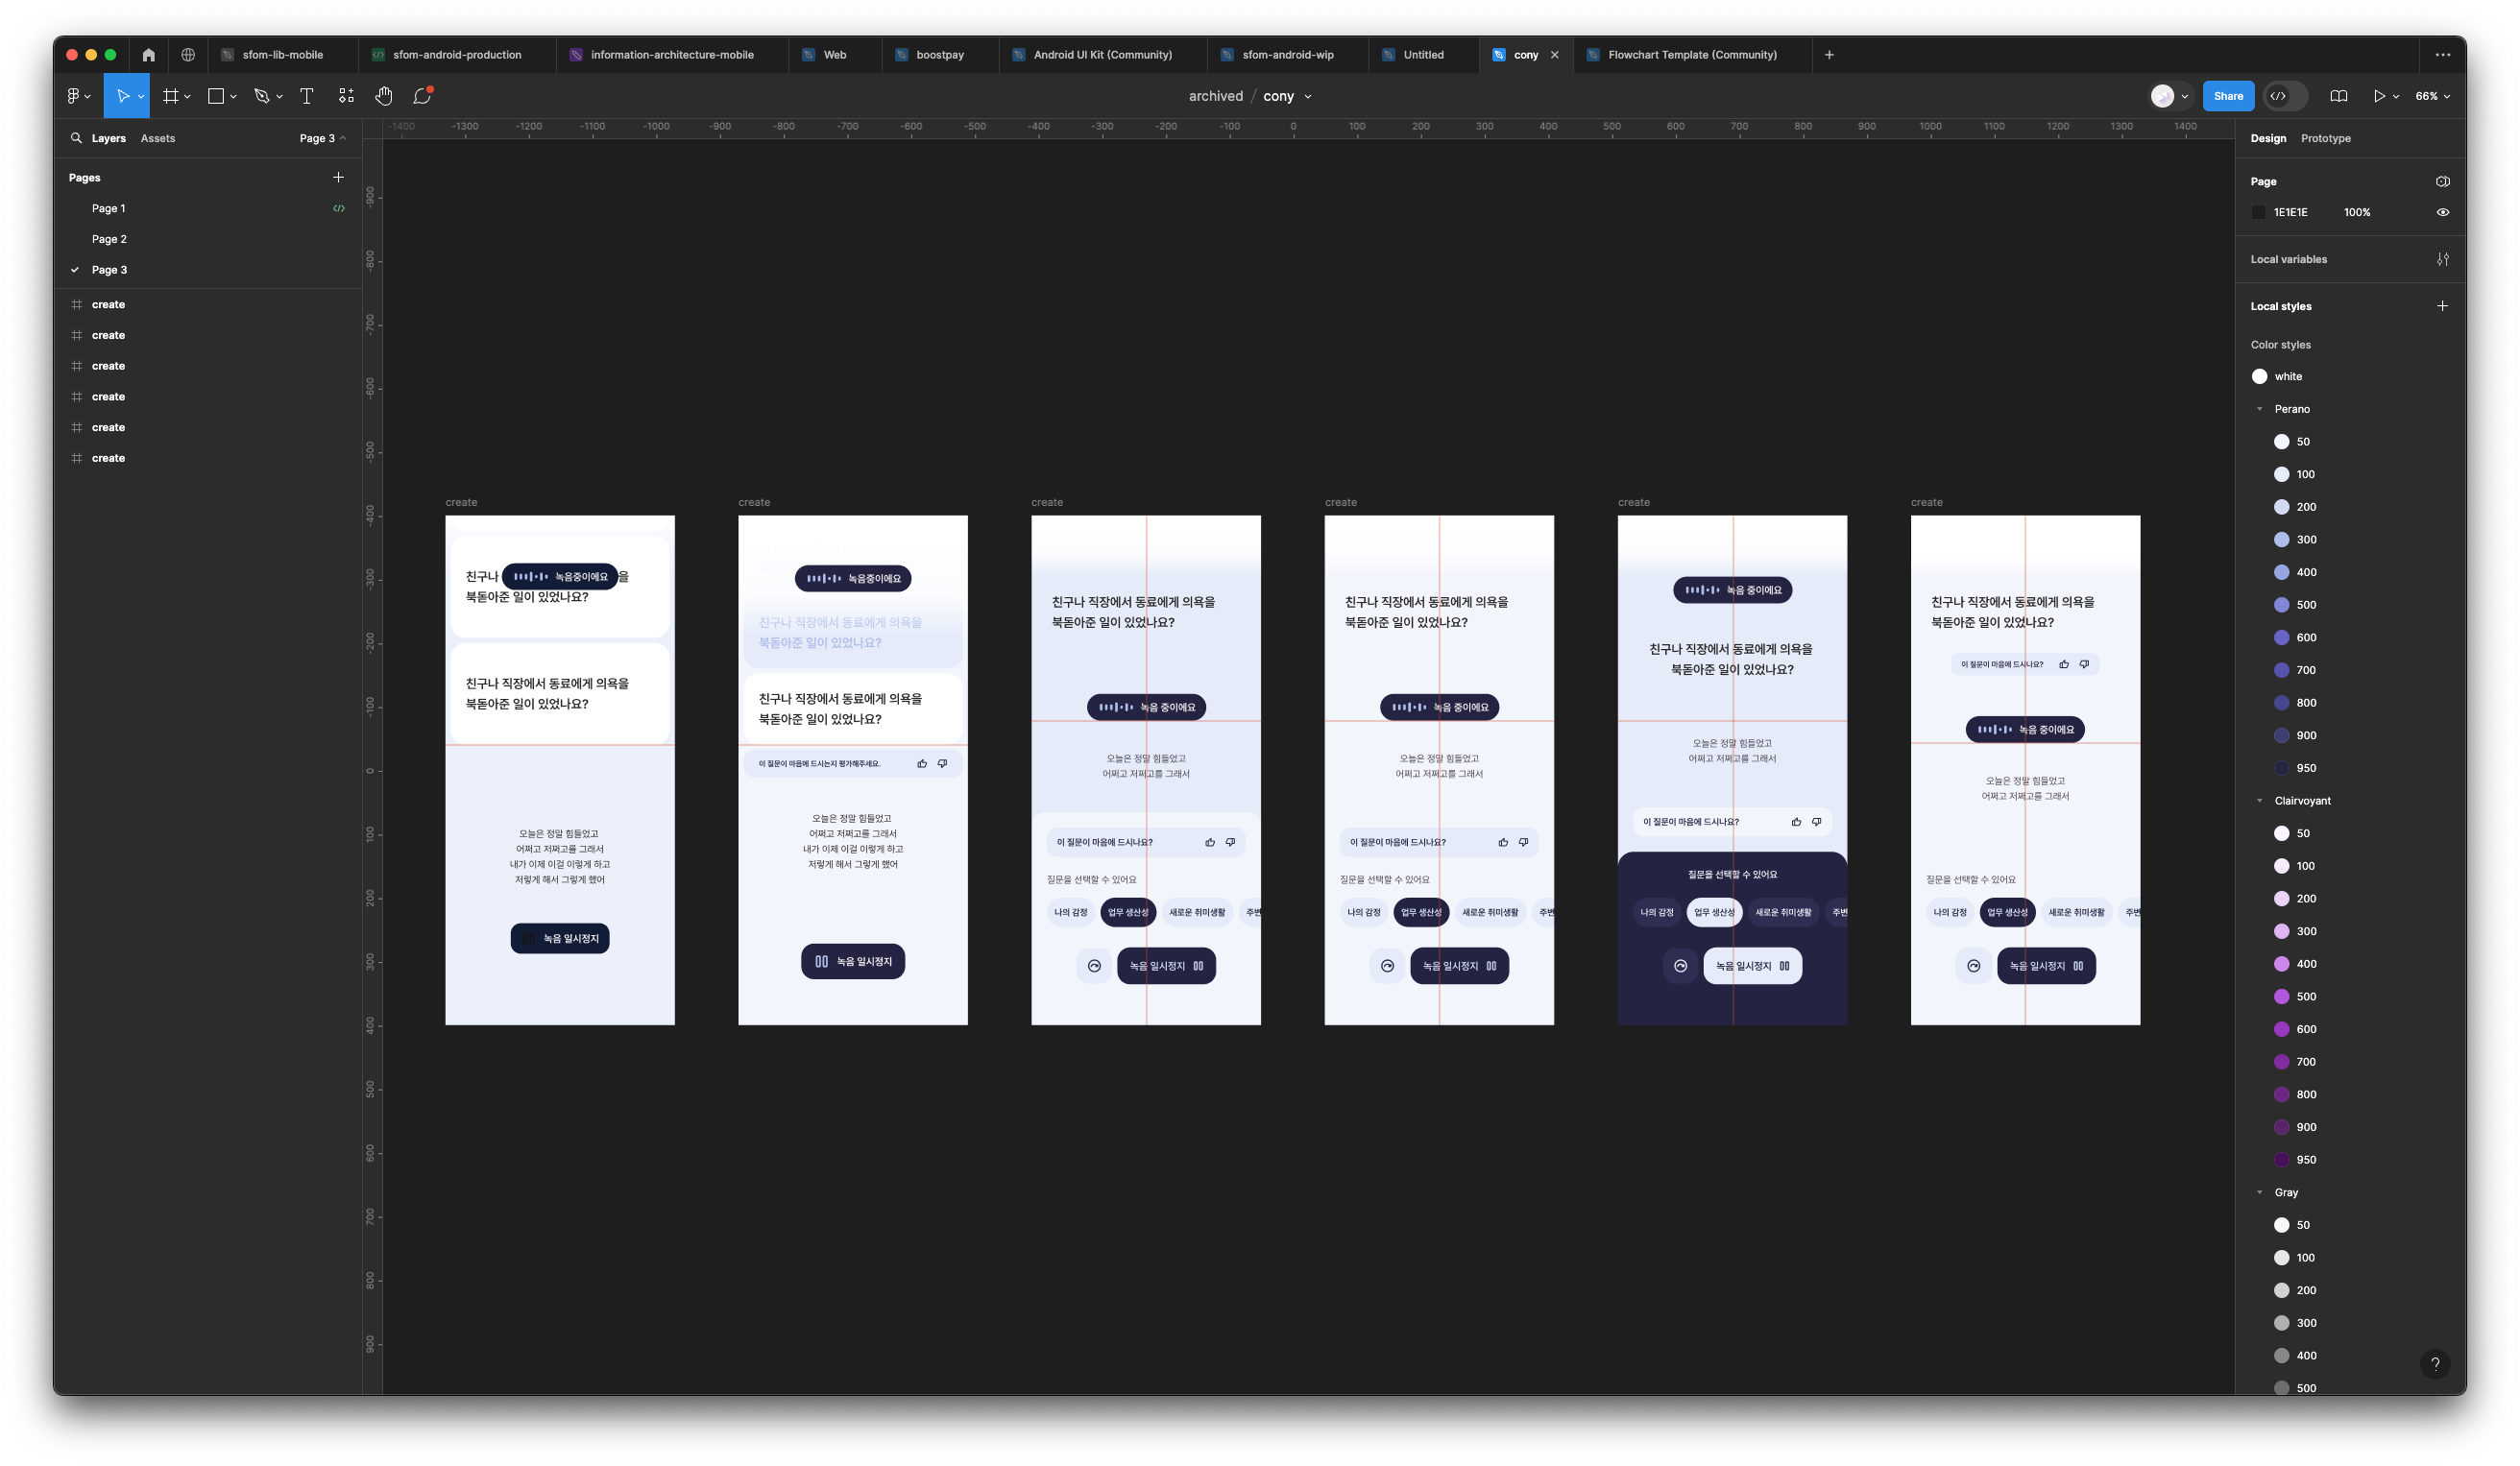 sfom-lib-mobile
sfom-android-production
information-architecture-mobile
Web
boostpay
Android UI Kit (Community)
sfom-android-wip
Untitled
cony
Flowchart Template (Community)
archived / cony
Share
66%
Layers Assets Page 3
Pages
Page 1
Page 2
Page 3
create
create
create
create
create
create
-1400 -1300 -1200 -1100 -1000 -900 -800 -700 -600 -500 -400 -300 -200 -100 0 100 200 300 400 500 600 700 800 900 1000 1100 1200 1300 1400
-900
-800
-700
-600
-500
-400
-300
-200
-100
0
100
200
300
400
500
600
700
800
900
create
친구나
녹음중이에요
을
북돋아준 일이 있었나요?
친구나 직장에서 동료에게 의욕을
북돋아준 일이 있었나요?
오늘은 정말 힘들었고
어쩌고 저쩌고를 그래서
내가 이제 이걸 이렇게 하고
저렇게 해서 그렇게 했어
녹음 일시정지
create
녹음중이에요
친구나 직장에서 동료에게 의욕을
북돋아준 일이 있었나요?
친구나 직장에서 동료에게 의욕을
북돋아준 일이 있었나요?
이 질문이 마음에 드시는지 평가해주세요.
오늘은 정말 힘들었고
어쩌고 저쩌고를 그래서
내가 이제 이걸 이렇게 하고
저렇게 해서 그렇게 했어
녹음 일시정지
create
친구나 직장에서 동료에게 의욕을
북돋아준 일이 있었나요?
녹음 중이에요
오늘은 정말 힘들었고
어쩌고 저쩌고를 그래서
이 질문이 마음에 드시나요?
질문을 선택할 수 있어요
나의 감정 업무 생산성 새로운 취미생활 주변
녹음 일시정지
create
친구나 직장에서 동료에게 의욕을
북돋아준 일이 있었나요?
녹음 중이에요
오늘은 정말 힘들었고
어쩌고 저쩌고를 그래서
이 질문이 마음에 드시나요?
질문을 선택할 수 있어요
나의 감정 업무 생산성 새로운 취미생활 주변
녹음 일시정지
create
녹음 중이에요
친구나 직장에서 동료에게 의욕을
북돋아준 일이 있었나요?
오늘은 정말 힘들었고
어쩌고 저쩌고를 그래서
이 질문이 마음에 드시나요?
질문을 선택할 수 있어요
나의 감정 업무 생산성 새로운 취미생활 주변
녹음 일시정지
create
친구나 직장에서 동료에게 의욕을
북돋아준 일이 있었나요?
이 질문이 마음에 드시나요?
녹음 중이에요
오늘은 정말 힘들었고
어쩌고 저쩌고를 그래서
질문을 선택할 수 있어요
나의 감정 업무 생산성 새로운 취미생활 주변
녹음 일시정지
Design Prototype
Page
1E1E1E 100%
Local variables
Local styles
Color styles
white
Perano
50
100
200
300
400
500
600
700
800
900
950
Clairvoyant
50
100
200
300
400
500
600
700
800
900
950
Gray
50
100
200
300
400
500
?